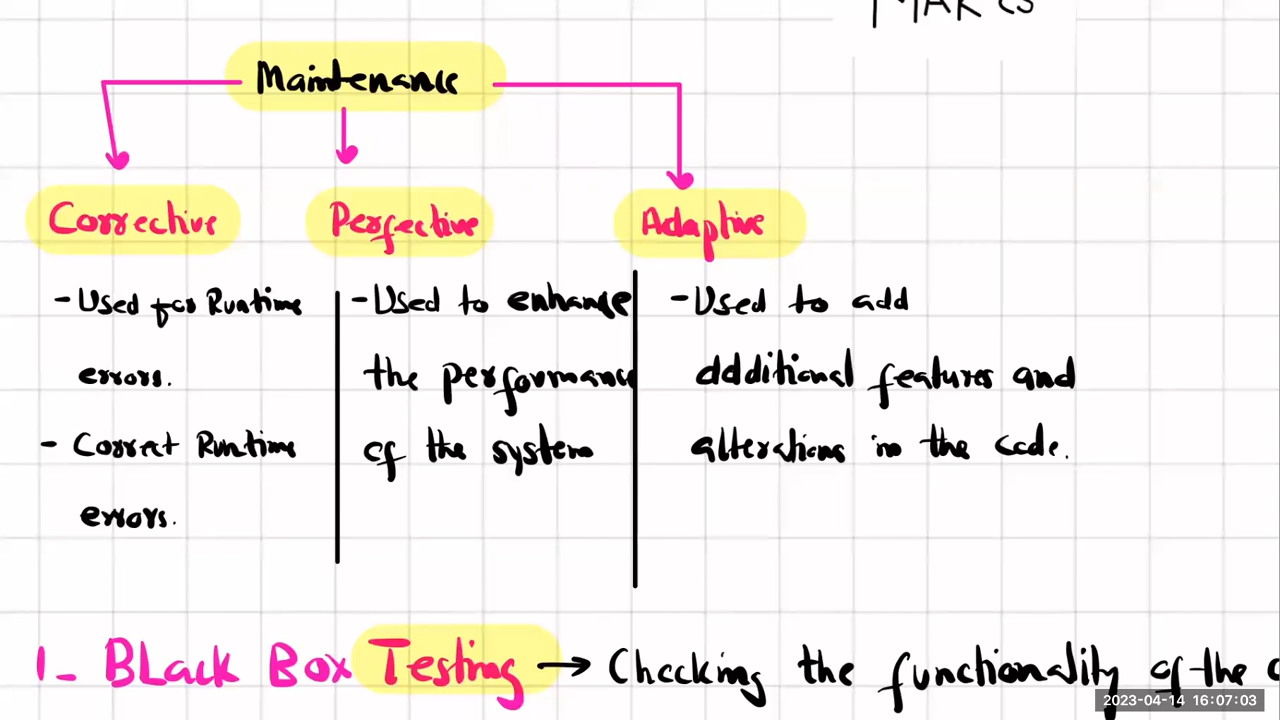 MARKS
Maintenance
Corrective
Perfective
Adaptive
- Used for Runtime
errors.
- Correct Runtime
errors.
- Used to enhance
the performance
of the system
- Used to add
additional features and
alterations in the code.
1- BLack Box Testing → Checking the functionality of the
2023-04-14 16:07:03